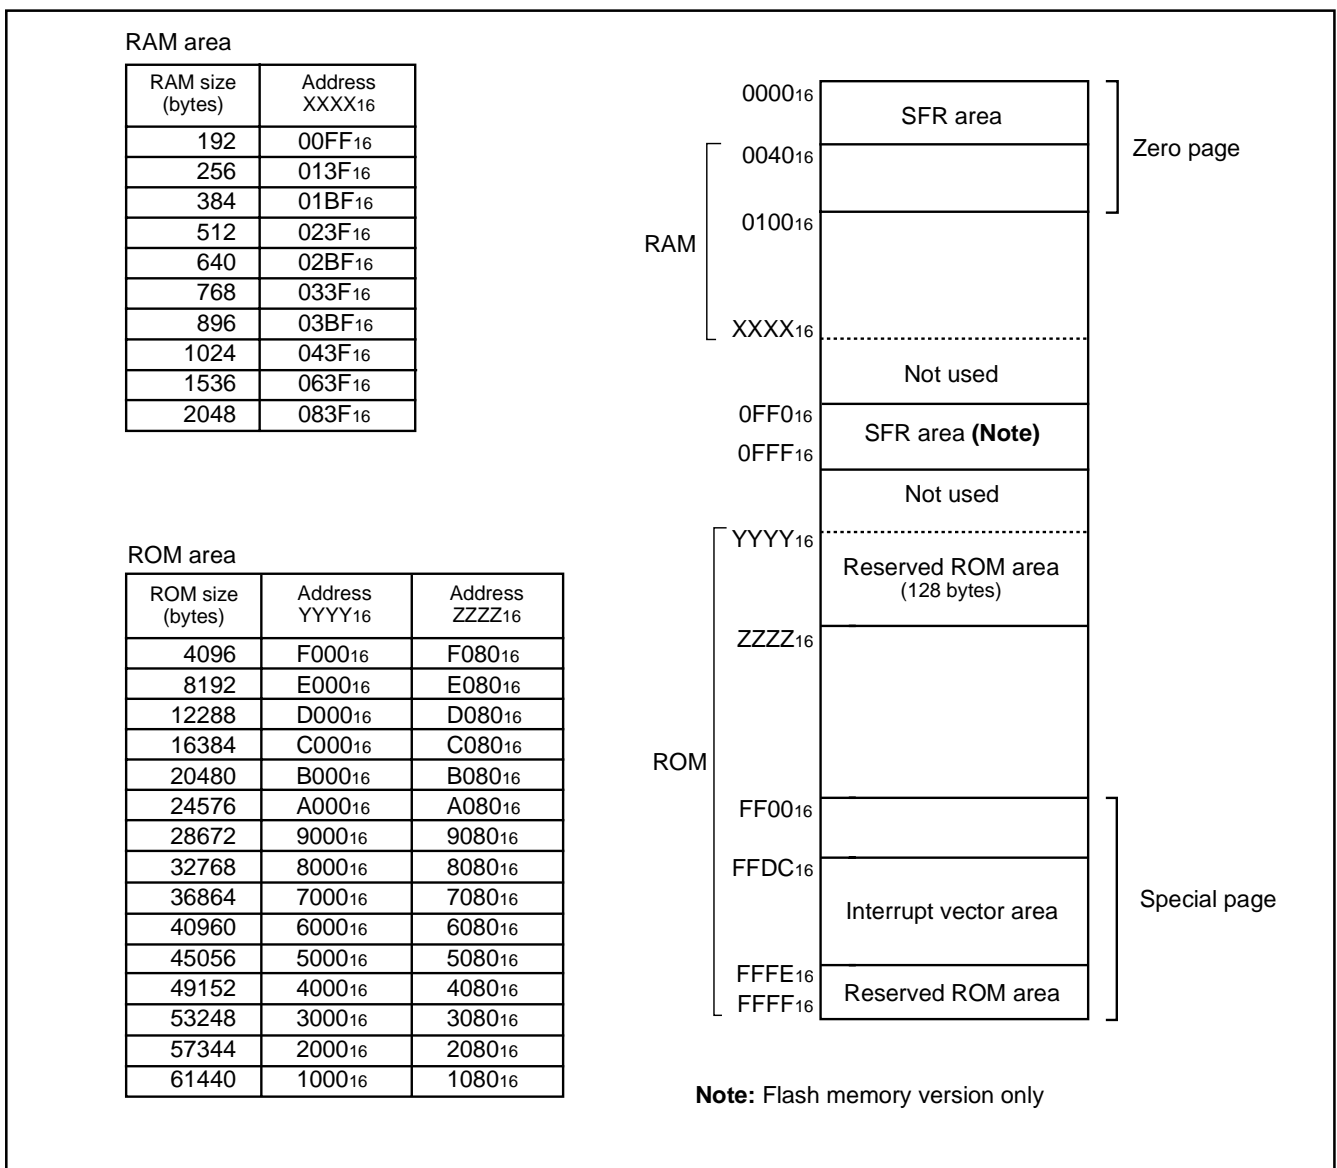 RAM area
RAM size (bytes) Address XXXX16
192 00FF16
256 013F16
384 01BF16
512 023F16
640 02BF16
768 033F16
896 03BF16
1024 043F16
1536 063F16
2048 083F16
ROM area
ROM size (bytes) Address YYYY16 Address ZZZZ16
4096 F00016 F08016
8192 E00016 E08016
12288 D00016 D08016
16384 C00016 C08016
20480 B00016 B08016
24576 A00016 A08016
28672 900016 908016
32768 800016 808016
36864 700016 708016
40960 600016 608016
45056 500016 508016
49152 400016 408016
53248 300016 308016
57344 200016 208016
61440 100016 108016
000016
SFR area
Zero page
004016
010016
RAM
XXXX16
Not used
0FF016
SFR area (Note)
0FFF16
Not used
YYYY16
Reserved ROM area
(128 bytes)
ZZZZ16
ROM
FF0016
FFDC16
Interrupt vector area
Special page
FFFE16
Reserved ROM area
FFFF16
Note: Flash memory version only